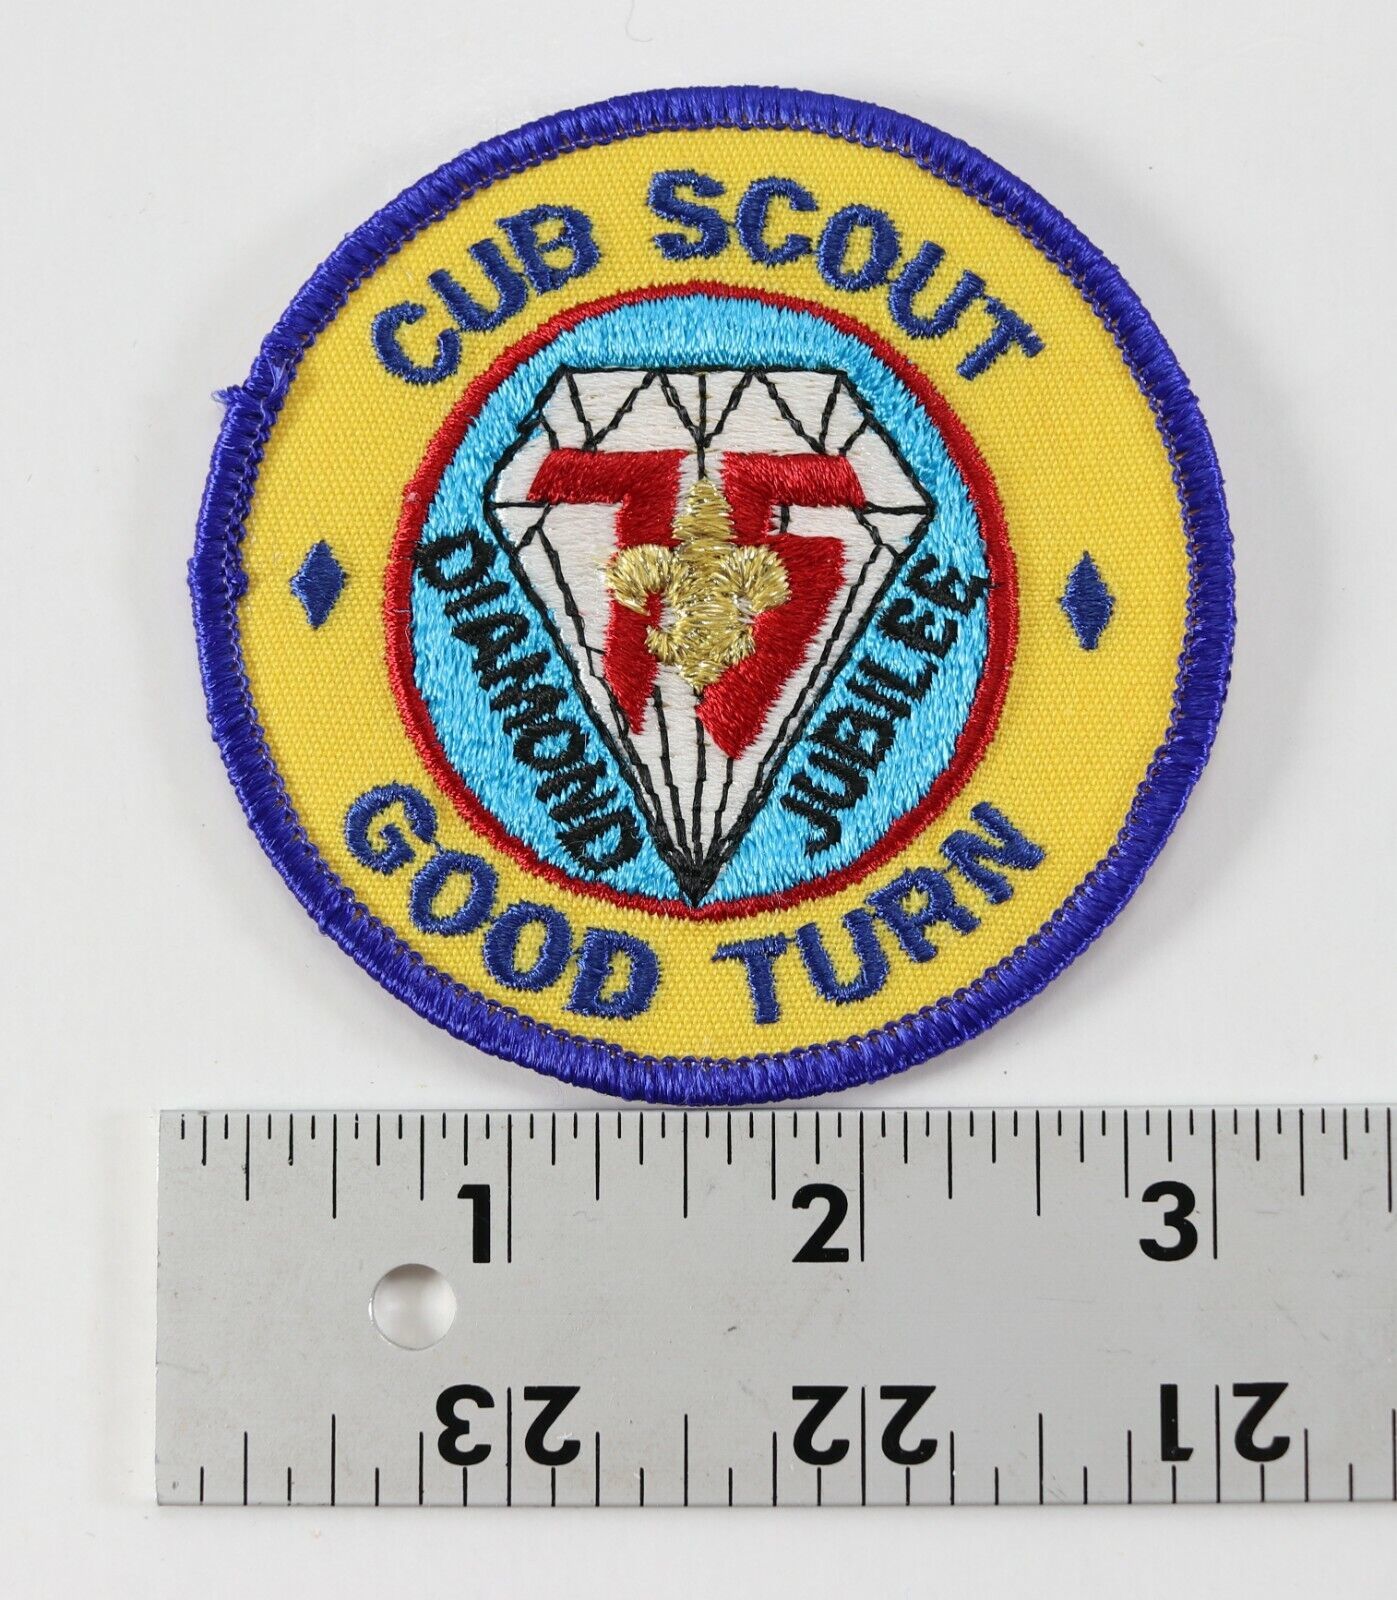 CUB SCOUT
75
DIAMOND JUBILEE
GOOD TURN
1 2 3
23 22 21